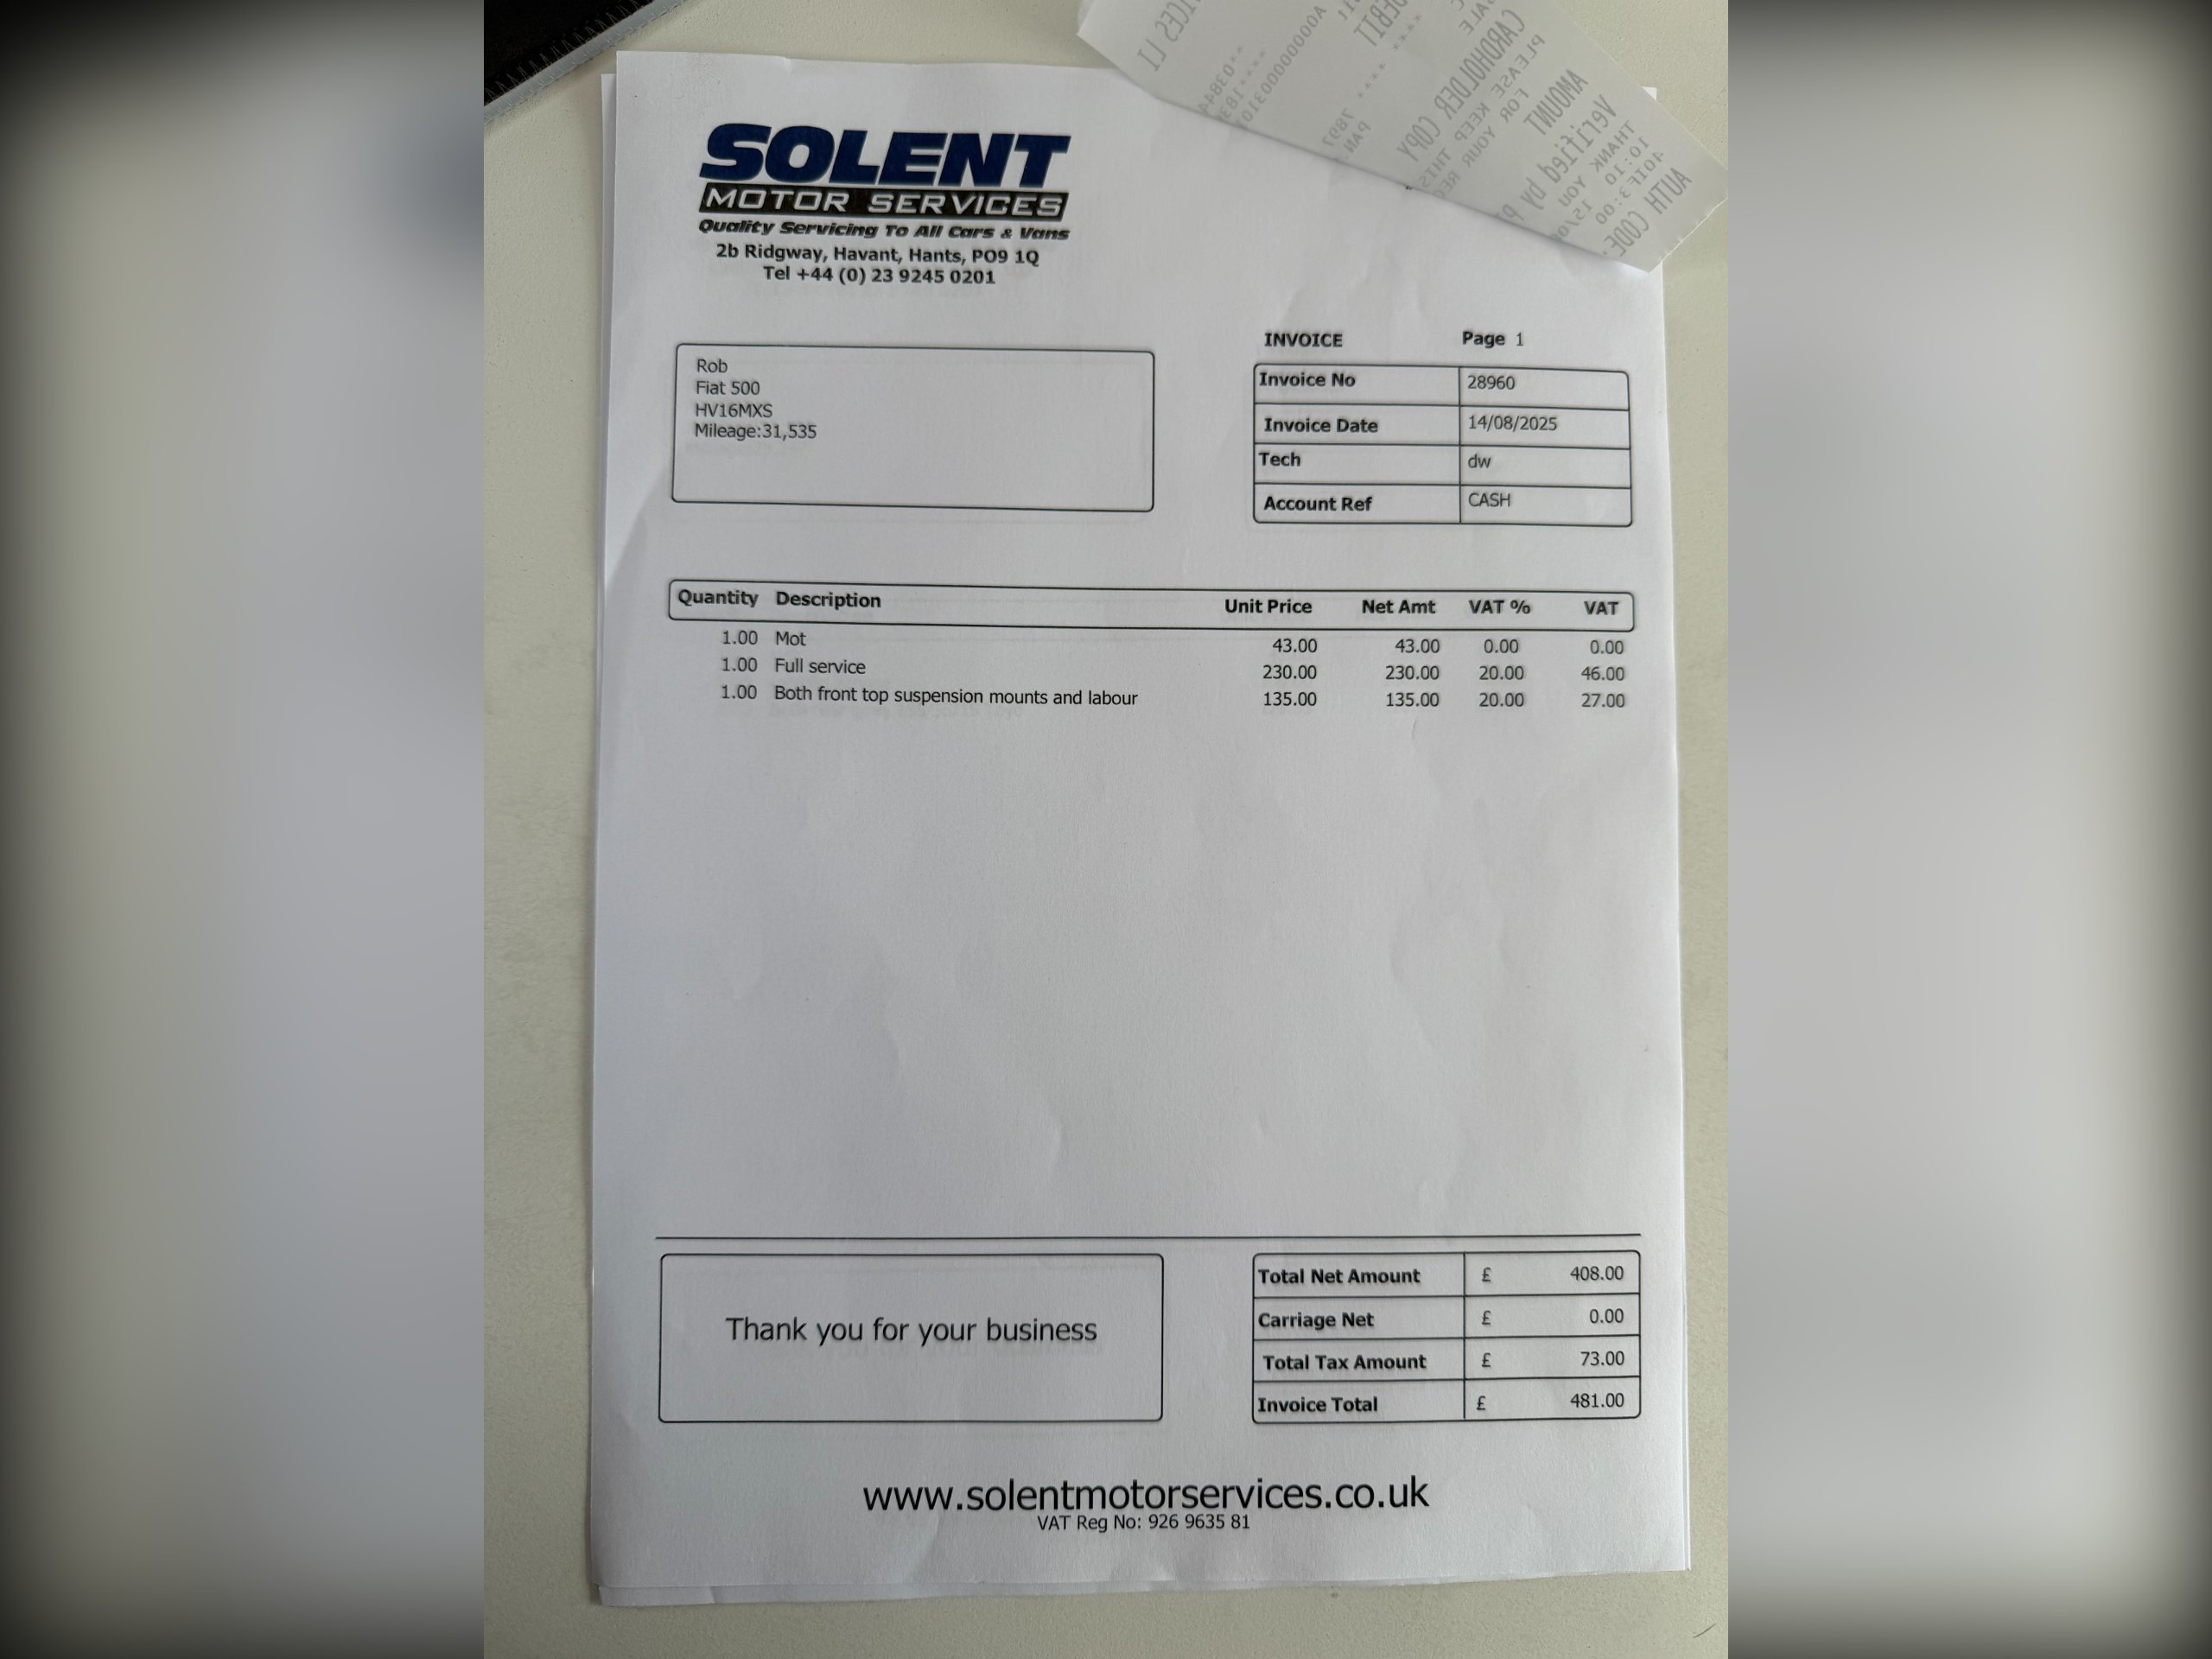 SOLENT
MOTOR SERVICES
Quality Servicing To All Cars & Vans
2b Ridgway, Havant, Hants, PO9 1Q
Tel +44 (0) 23 9245 0201
CARDHOLDER COPY
PLEASE KEEP THIS
FOR YOUR
AMOUNT
Verified by
THANK YOU
10:10
AUTH CODE:
INVOICE Page 1
Rob
Fiat 500
HV16MXS
Mileage:31,535
Invoice No 28960
Invoice Date 14/08/2025
Tech dw
Account Ref CASH
Quantity Description Unit Price Net Amt VAT % VAT
1.00 Mot 43.00 43.00 0.00 0.00
1.00 Full service 230.00 230.00 20.00 46.00
1.00 Both front top suspension mounts and labour 135.00 135.00 20.00 27.00
Thank you for your business
Total Net Amount £ 408.00
Carriage Net £ 0.00
Total Tax Amount £ 73.00
Invoice Total £ 481.00
www.solentmotorservices.co.uk
VAT Reg No: 926 9635 81